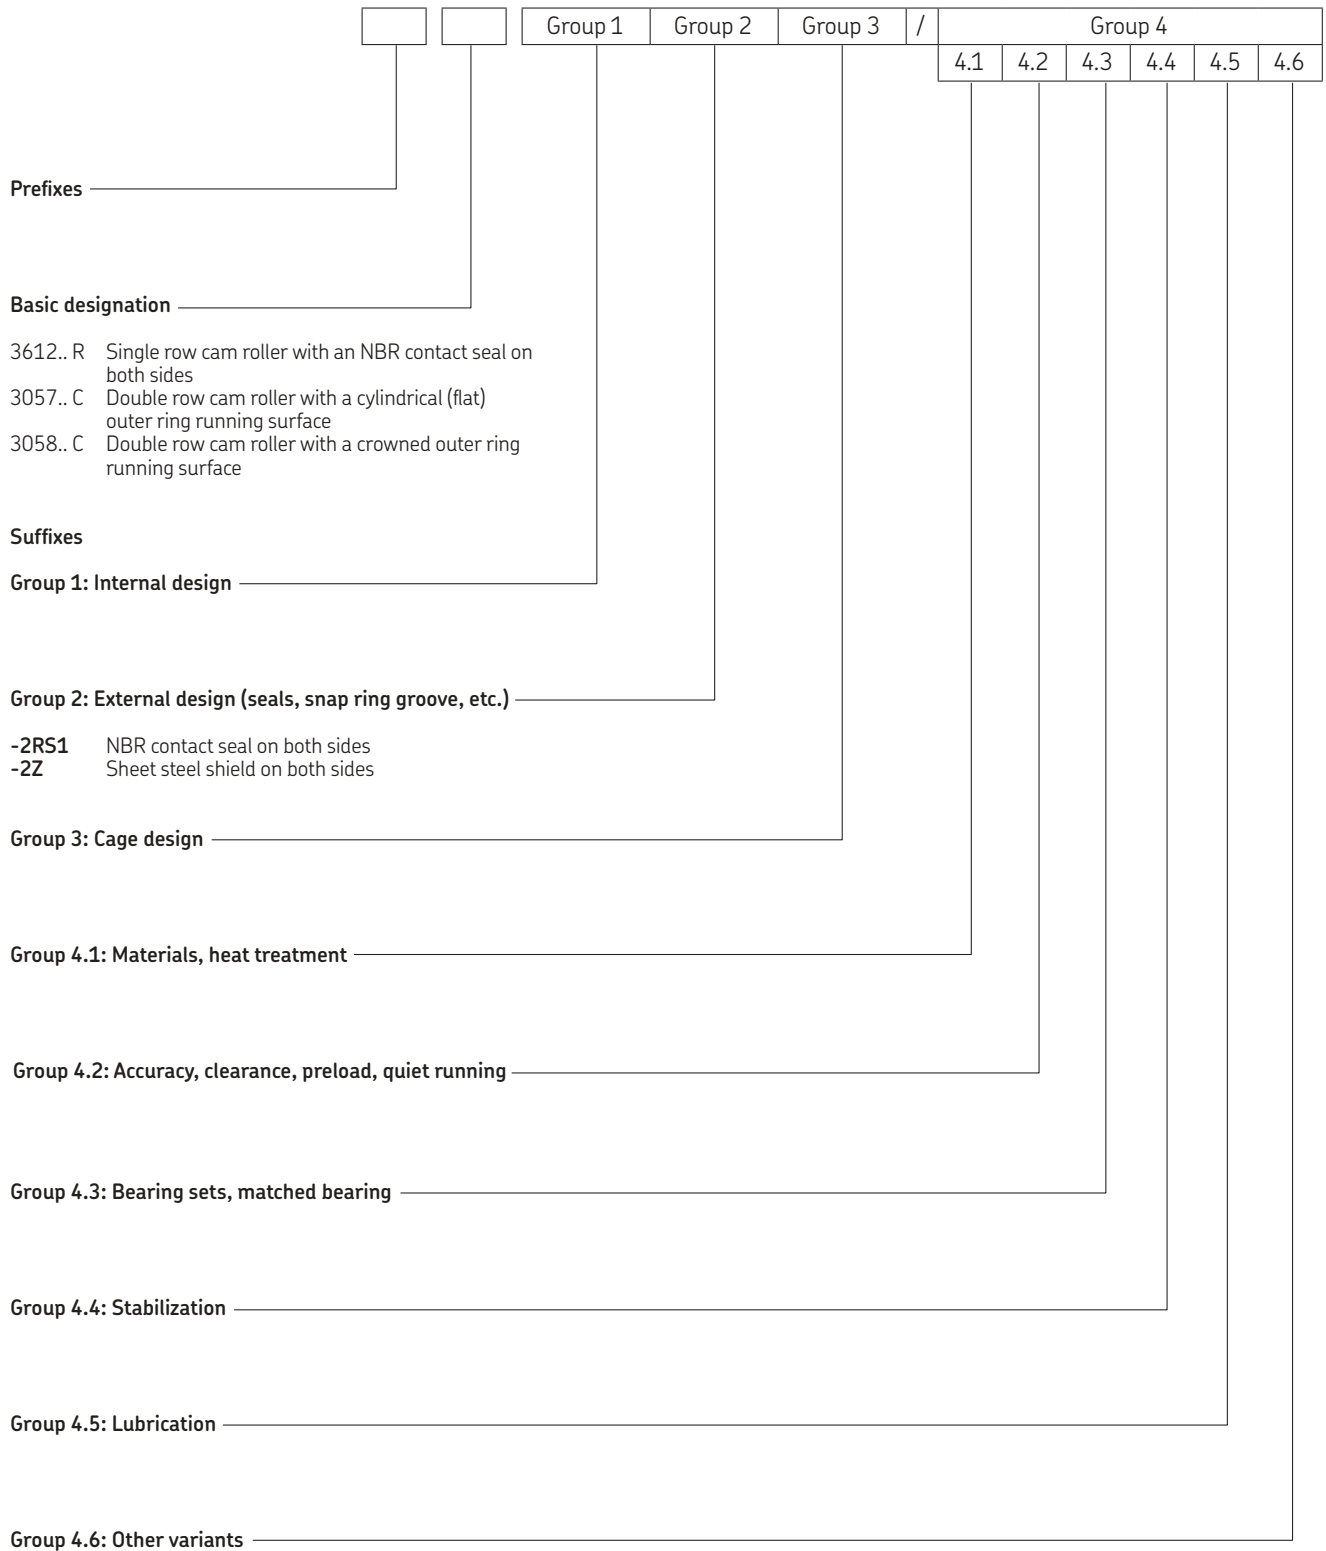 Group 1 Group 2 Group 3 / Group 4
4.1 4.2 4.3 4.4 4.5 4.6
Prefixes
Basic designation
3612.. R Single row cam roller with an NBR contact seal on
both sides
3057.. C Double row cam roller with a cylindrical (flat)
outer ring running surface
3058.. C Double row cam roller with a crowned outer ring
running surface
Suffixes
Group 1: Internal design
Group 2: External design (seals, snap ring groove, etc.)
-2RS1 NBR contact seal on both sides
-2Z Sheet steel shield on both sides
Group 3: Cage design
Group 4.1: Materials, heat treatment
Group 4.2: Accuracy, clearance, preload, quiet running
Group 4.3: Bearing sets, matched bearing
Group 4.4: Stabilization
Group 4.5: Lubrication
Group 4.6: Other variants